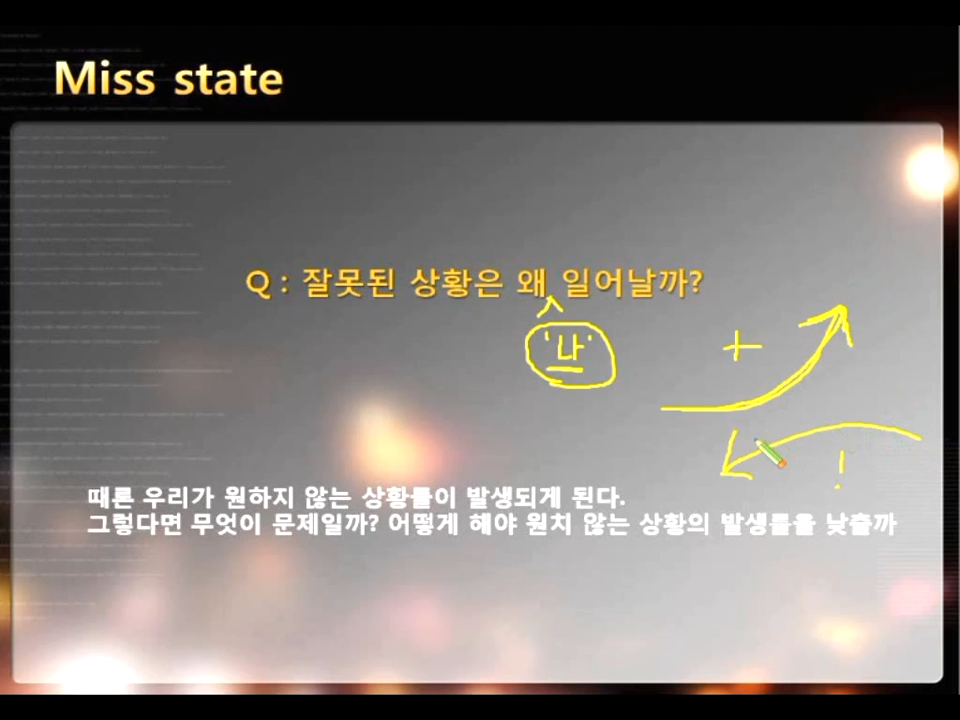 Miss state
Q : 잘못된 상황은 왜 일어날까?
'나'
+
!
때론 우리가 원하지 않는 상황들이 발생되게 된다.
그렇다면 무엇이 문제일까? 어떻게 해야 원치 않는 상황의 발생률을 낮출까